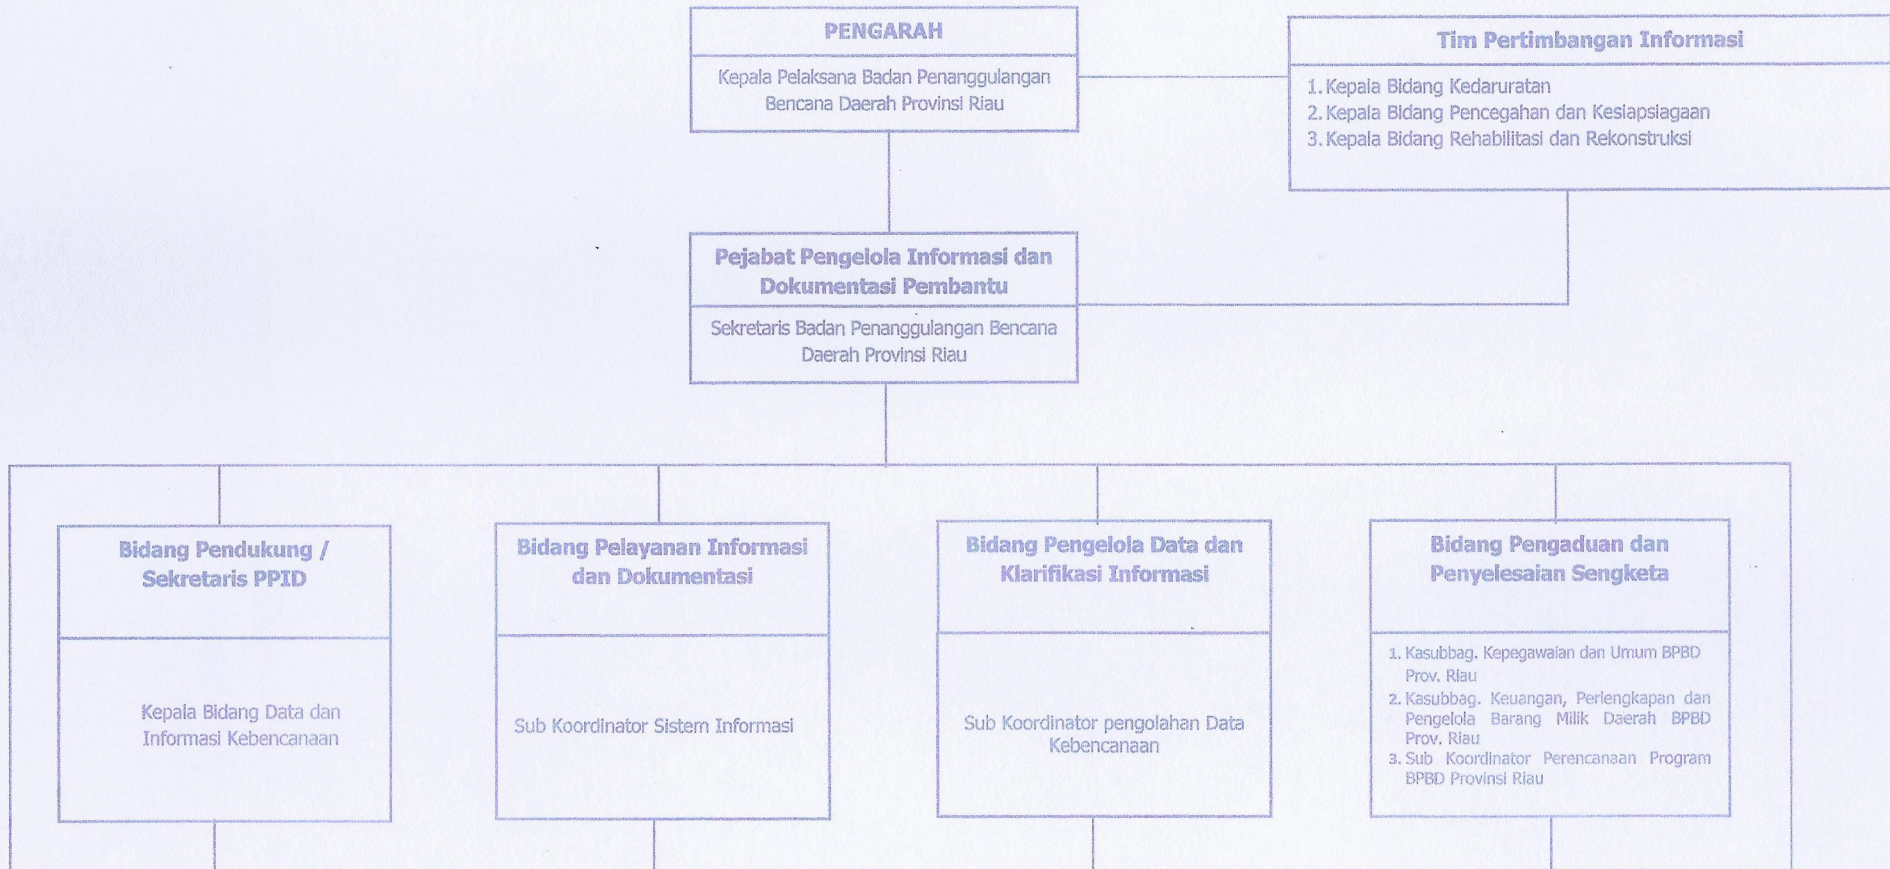 PENGARAH
Kepala Pelaksana Badan Penanggulangan
Bencana Daerah Provinsi Riau
Tim Pertimbangan Informasi
1. Kepala Bidang Kedaruratan
2. Kepala Bidang Pencegahan dan Kesiapsiagaan
3. Kepala Bidang Rehabilitasi dan Rekonstruksi
Pejabat Pengelola Informasi dan
Dokumentasi Pembantu
Sekretaris Badan Penanggulangan Bencana
Daerah Provinsi Riau
Bidang Pendukung /
Sekretaris PPID
Kepala Bidang Data dan
Informasi Kebencanaan
Bidang Pelayanan Informasi
dan Dokumentasi
Sub Koordinator Sistem Informasi
Bidang Pengelola Data dan
Klarifikasi Informasi
Sub Koordinator pengolahan Data
Kebencanaan
Bidang Pengaduan dan
Penyelesaian Sengketa
1. Kasubbag. Kepegawaian dan Umum BPBD
Prov. Riau
2. Kasubbag. Keuangan, Perlengkapan dan
Pengelola Barang Milik Daerah BPBD
Prov. Riau
3. Sub Koordinator Perencanaan Program
BPBD Provinsi Riau